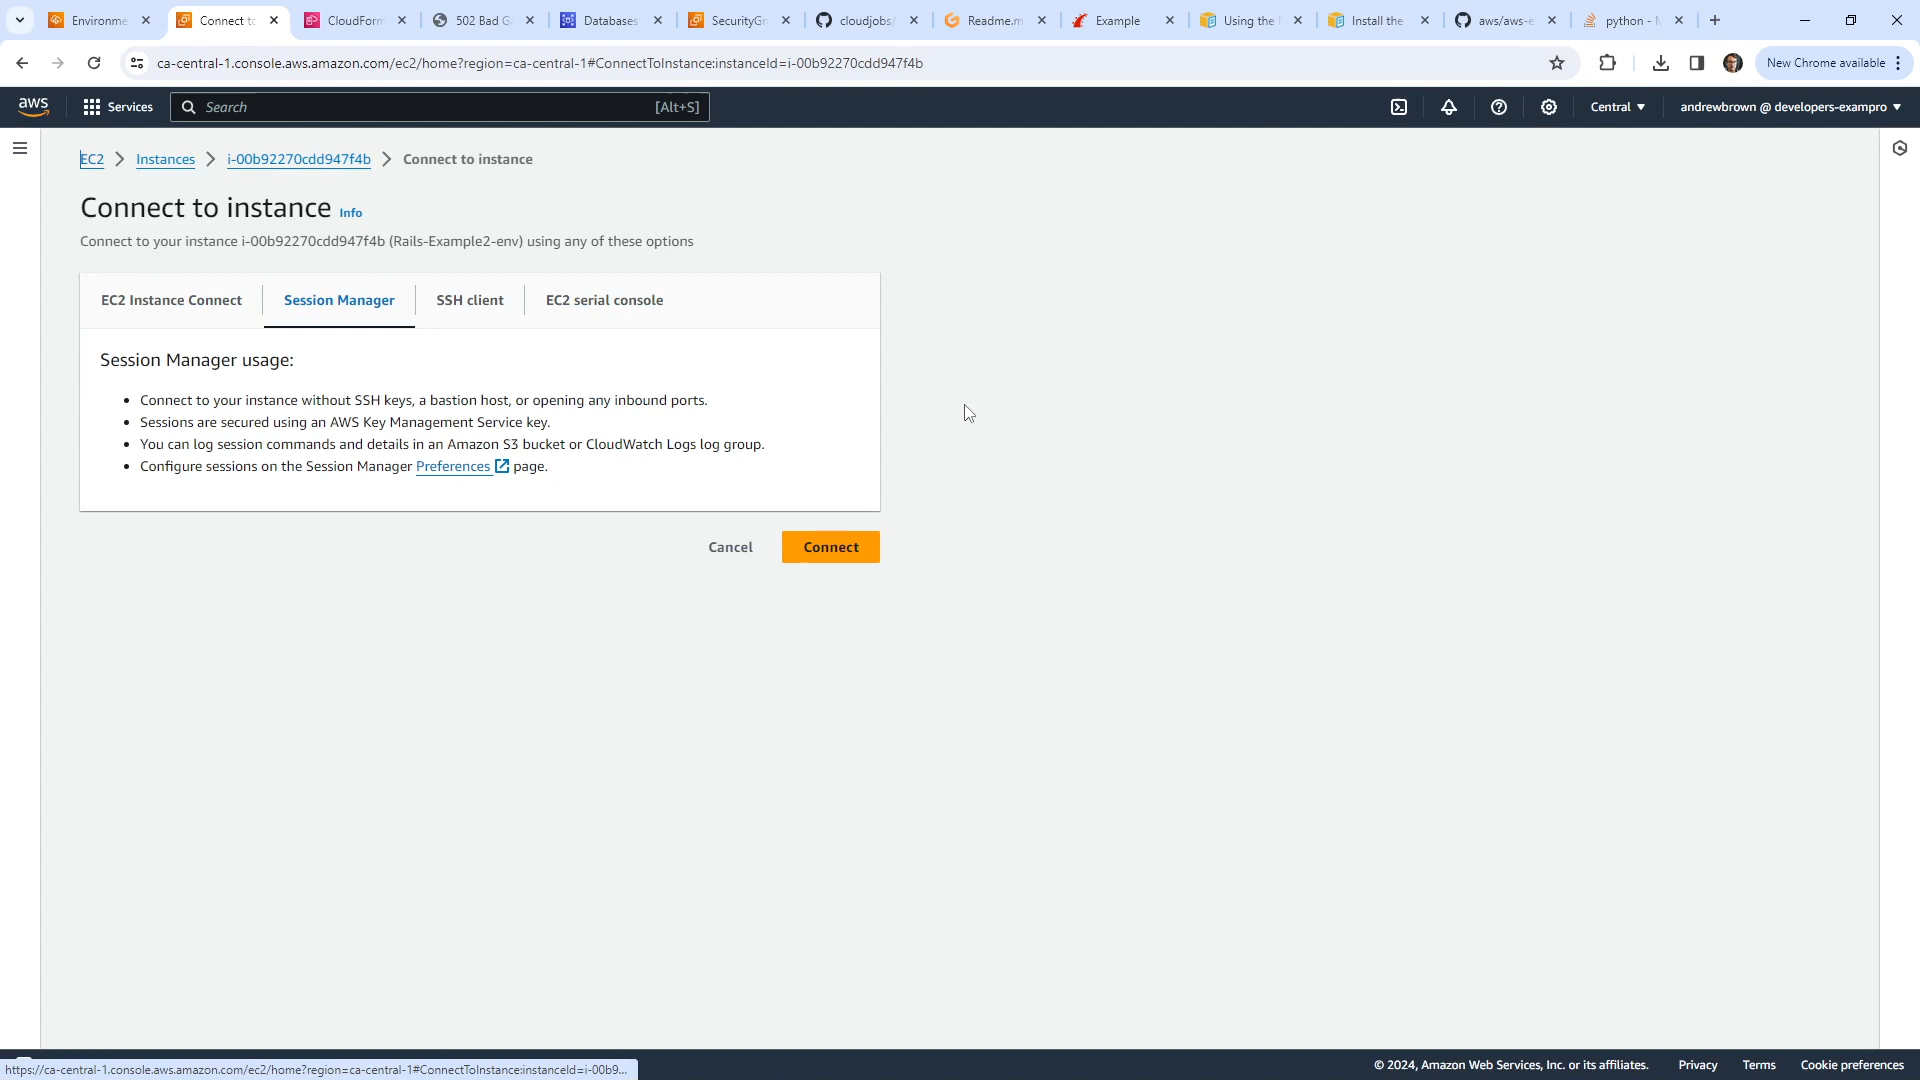 Environme
Connect to
CloudForm
502 Bad G
Databases
SecurityGr
cloudjobs/
Readme.m
Example
Using the E
Install the
aws/aws-e
python - N
ca-central-1.console.aws.amazon.com/ec2/home?region=ca-central-1#ConnectToInstance:instanceId=i-00b92270cdd947f4b
New Chrome available
aws
Services
Search
[Alt+S]
Central
andrewbrown @ developers-exampro
EC2
Instances
i-00b92270cdd947f4b
Connect to instance
Connect to instance Info
Connect to your instance i-00b92270cdd947f4b (Rails-Example2-env) using any of these options
EC2 Instance Connect
Session Manager
SSH client
EC2 serial console
Session Manager usage:
• Connect to your instance without SSH keys, a bastion host, or opening any inbound ports.
• Sessions are secured using an AWS Key Management Service key.
• You can log session commands and details in an Amazon S3 bucket or CloudWatch Logs log group.
• Configure sessions on the Session Manager Preferences page.
Cancel
Connect
https://ca-central-1.console.aws.amazon.com/ec2/home?region=ca-central-1#ConnectToInstance:instanceId=i-00b9...
© 2024, Amazon Web Services, Inc. or its affiliates.
Privacy
Terms
Cookie preferences